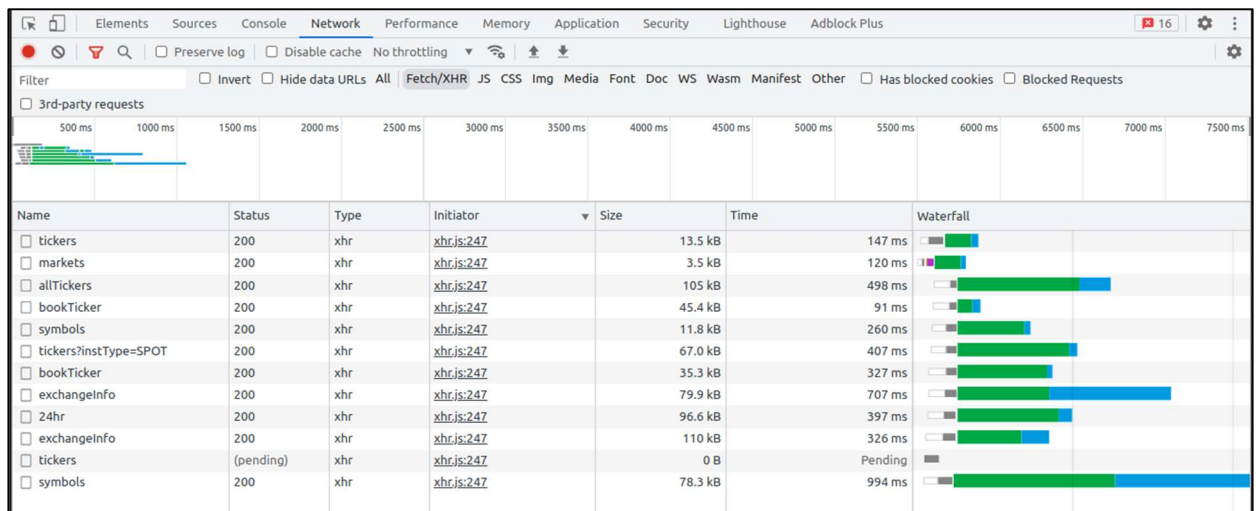 Elements Sources Console Network Performance Memory Application Security Lighthouse Adblock Plus 16
Preserve log Disable cache No throttling
Filter Invert Hide data URLs All Fetch/XHR JS CSS Img Media Font Doc WS Wasm Manifest Other Has blocked cookies Blocked Requests
3rd-party requests
500 ms 1000 ms 1500 ms 2000 ms 2500 ms 3000 ms 3500 ms 4000 ms 4500 ms 5000 ms 5500 ms 6000 ms 6500 ms 7000 ms 7500 ms
Name Status Type Initiator Size Time Waterfall
tickers 200 xhr xhr.js:247 13.5 kB 147 ms
markets 200 xhr xhr.js:247 3.5 kB 120 ms
allTickers 200 xhr xhr.js:247 105 kB 498 ms
bookTicker 200 xhr xhr.js:247 45.4 kB 91 ms
symbols 200 xhr xhr.js:247 11.8 kB 260 ms
tickers?instType=SPOT 200 xhr xhr.js:247 67.0 kB 407 ms
bookTicker 200 xhr xhr.js:247 35.3 kB 327 ms
exchangeInfo 200 xhr xhr.js:247 79.9 kB 707 ms
24hr 200 xhr xhr.js:247 96.6 kB 397 ms
exchangeInfo 200 xhr xhr.js:247 110 kB 326 ms
tickers (pending) xhr xhr.js:247 0 B Pending
symbols 200 xhr xhr.js:247 78.3 kB 994 ms